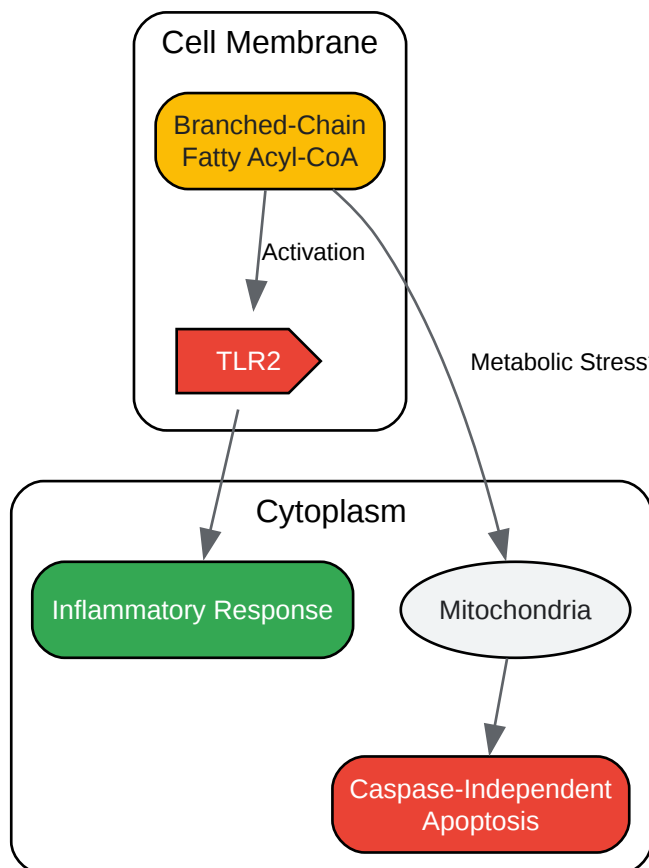 Cell Membrane
Branched-Chain
Fatty Acyl-CoA
Activation
TLR2
Metabolic Stress
Cytoplasm
Inflammatory Response
Mitochondria
Caspase-Independent
Apoptosis